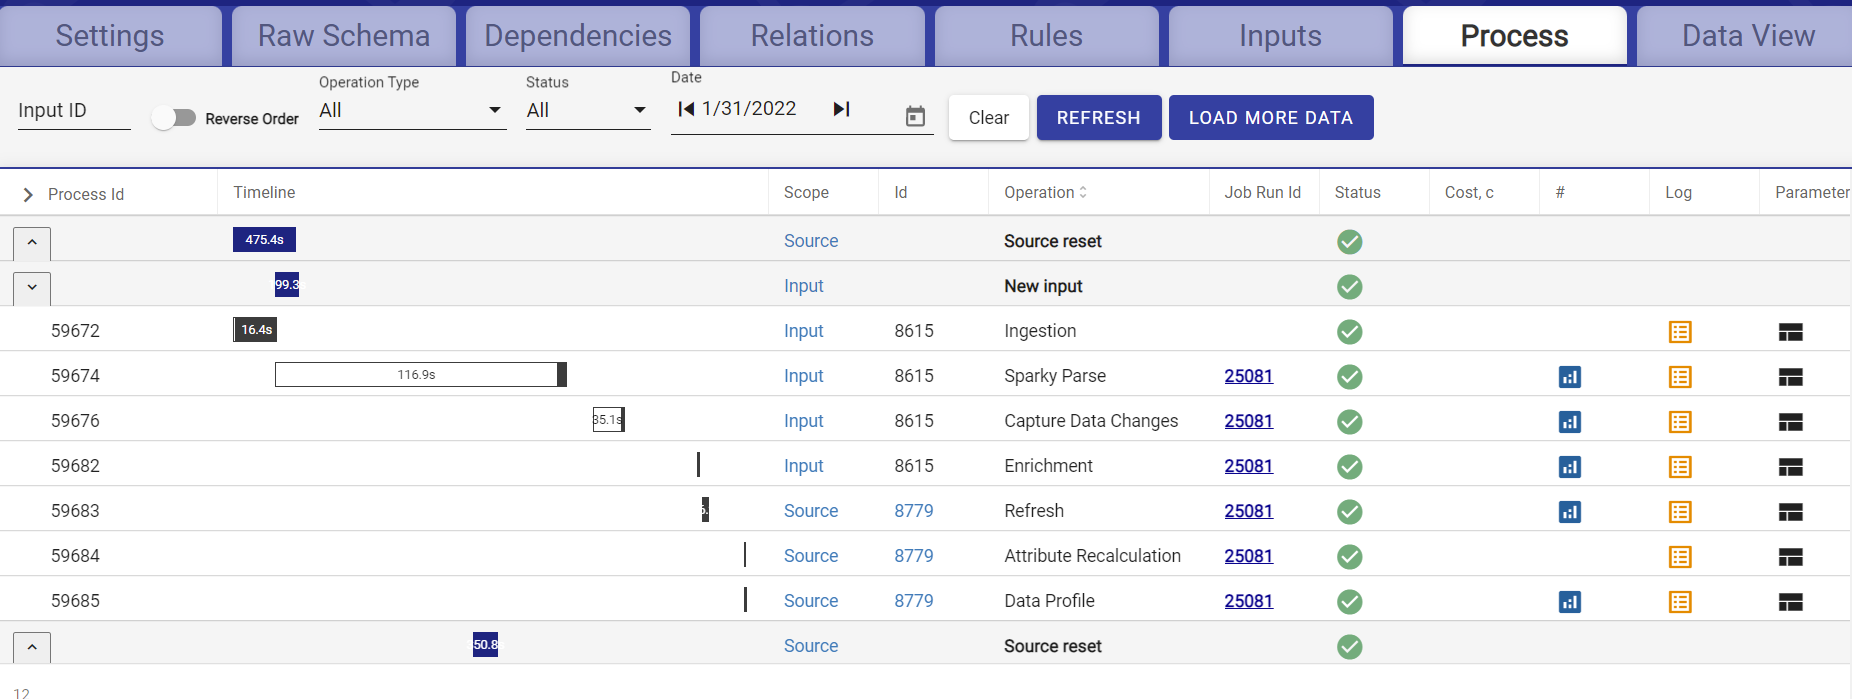 Settings Raw Schema Dependencies Relations Rules Inputs Process Data View
Operation Type Status Date
Input ID Reverse Order All All 1/31/2022 Clear REFRESH LOAD MORE DATA
Process Id Timeline Scope Id Operation Job Run Id Status Cost, c # Log Parameter
475.4s Source Source reset
99.3 Input New input
59672 16.4s Input 8615 Ingestion
59674 116.9s Input 8615 Sparky Parse 25081
59676 35.1s Input 8615 Capture Data Changes 25081
59682 Input 8615 Enrichment 25081
59683 Source 8779 Refresh 25081
59684 Source 8779 Attribute Recalculation 25081
59685 Source 8779 Data Profile 25081
50.8 Source Source reset
12